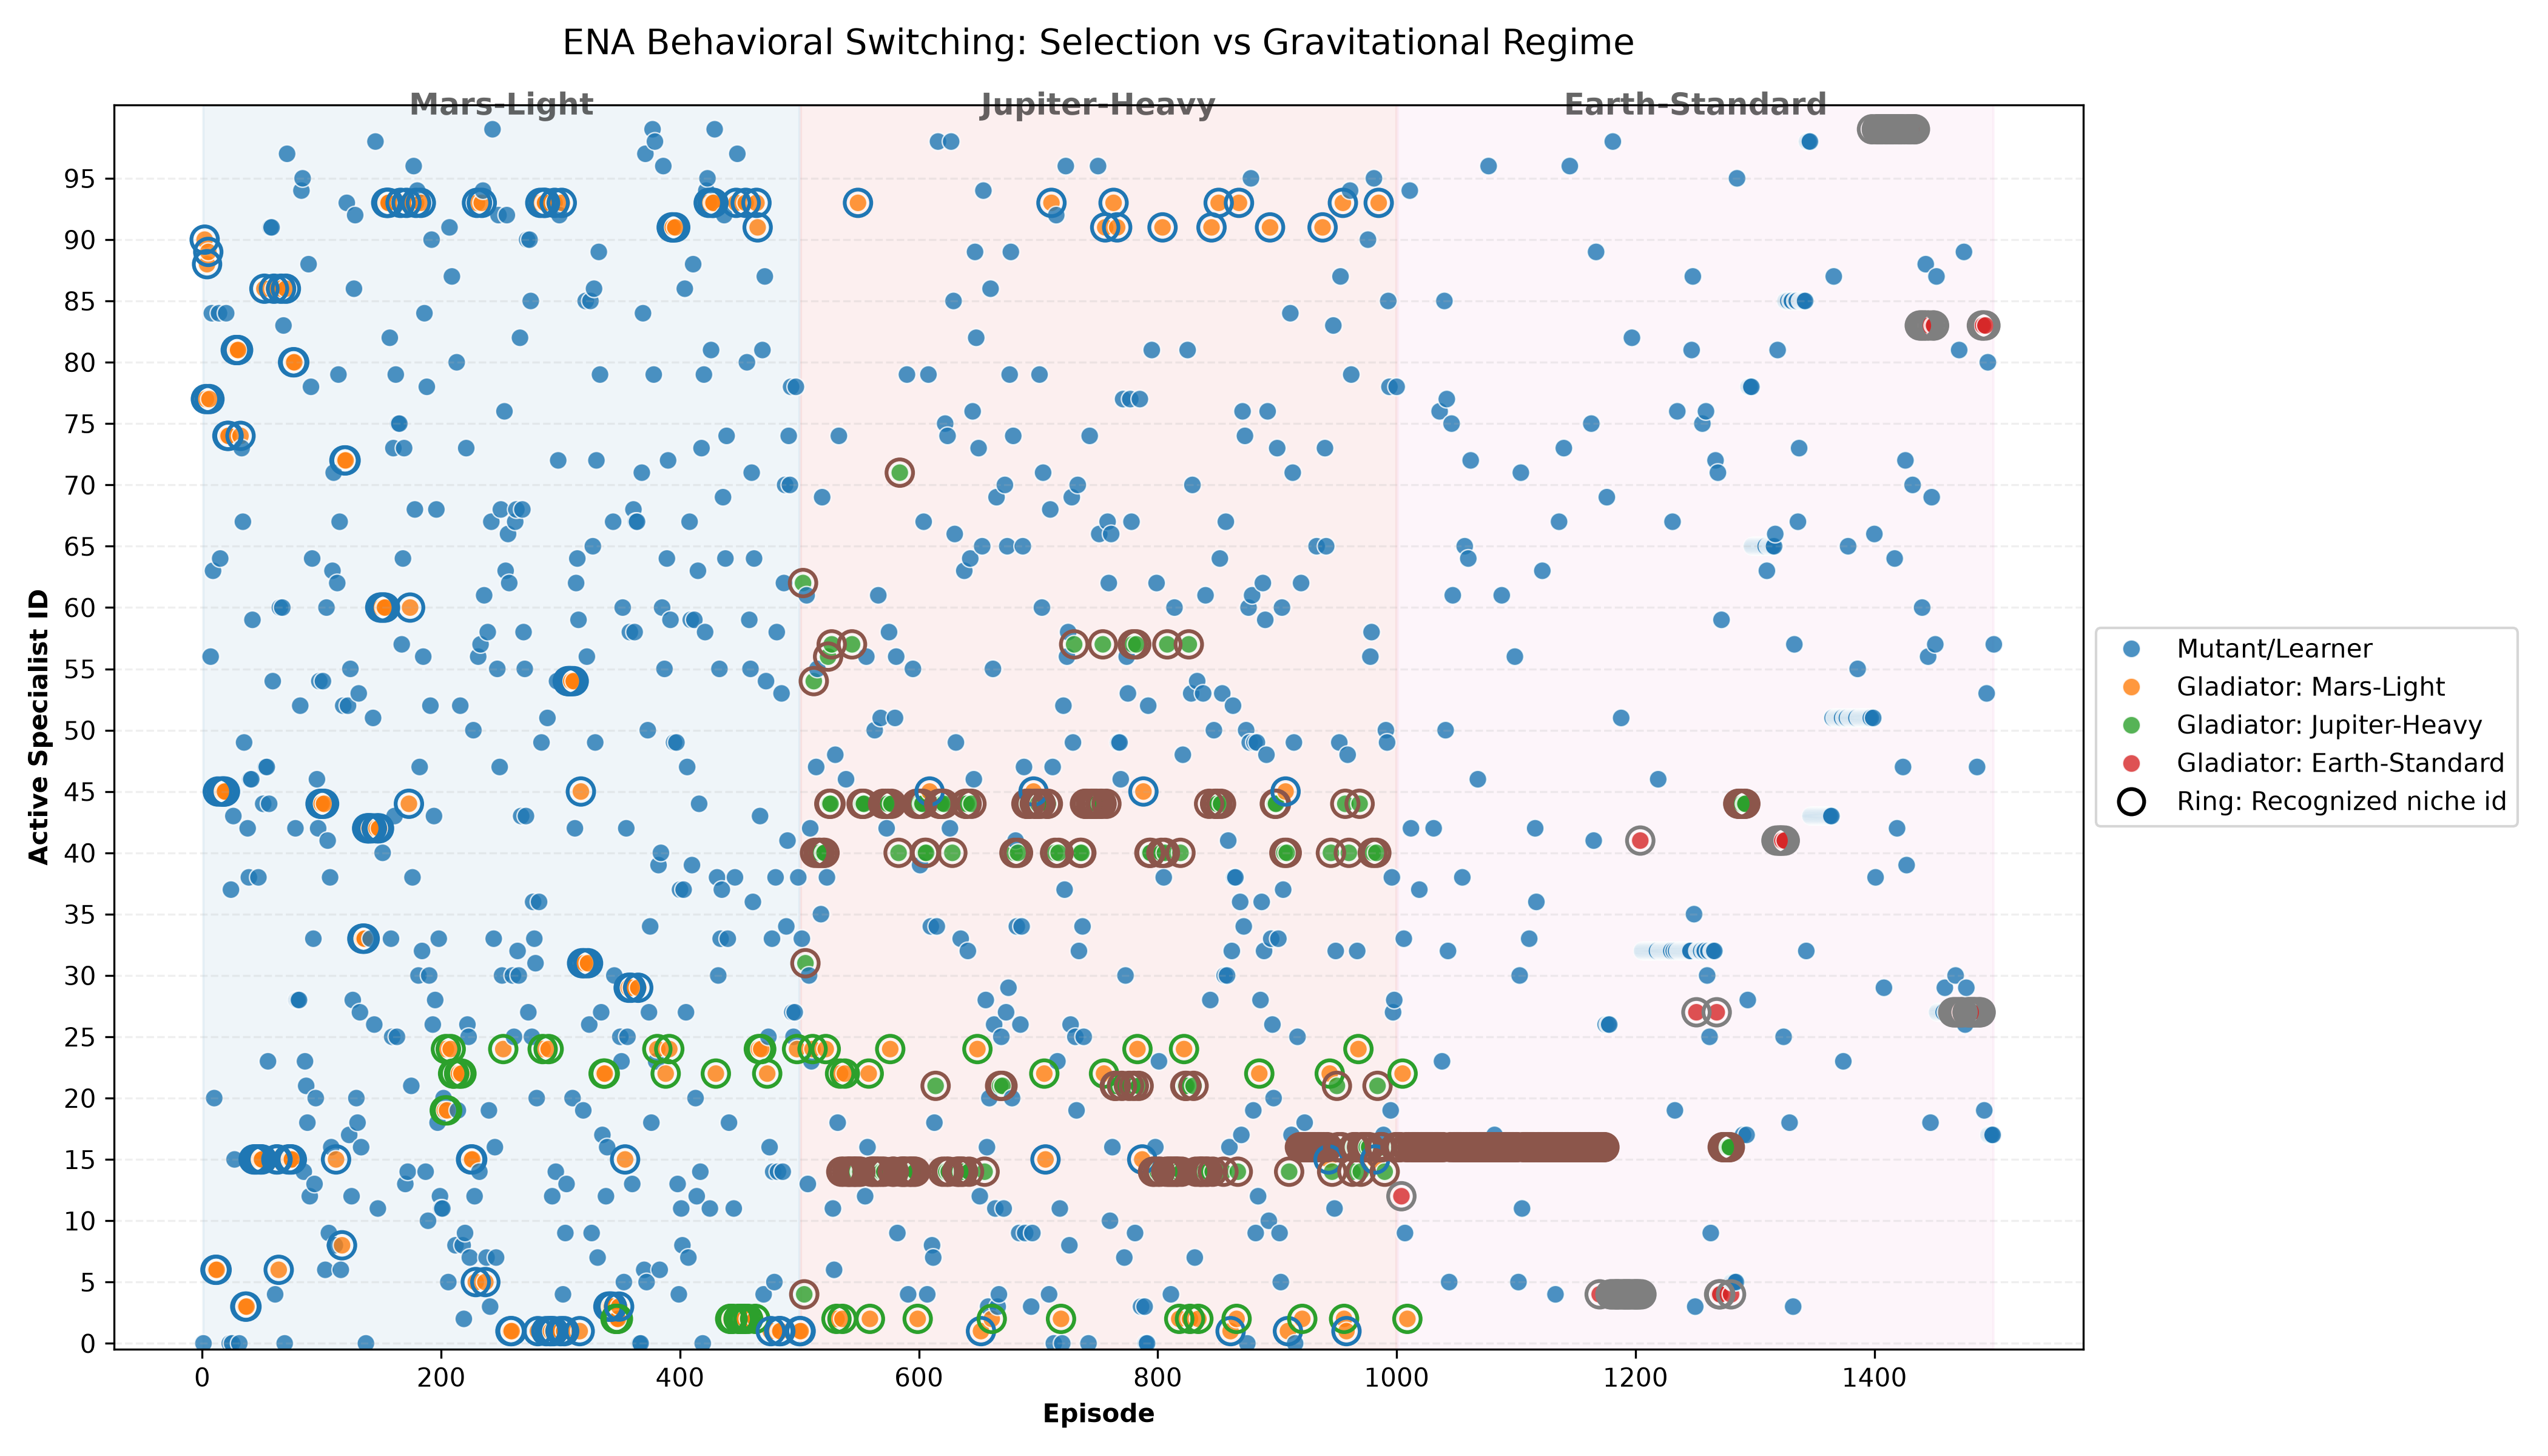 ENA Behavioral Switching: Selection vs Gravitational Regime
Mars-Light
Jupiter-Heavy
Earth-Standard
Active Specialist ID
95
90
85
80
75
70
65
60
55
50
45
40
35
30
25
20
15
10
5
0
0
200
400
600
800
1000
1200
1400
Episode
Mutant/Learner
Gladiator: Mars-Light
Gladiator: Jupiter-Heavy
Gladiator: Earth-Standard
Ring: Recognized niche id